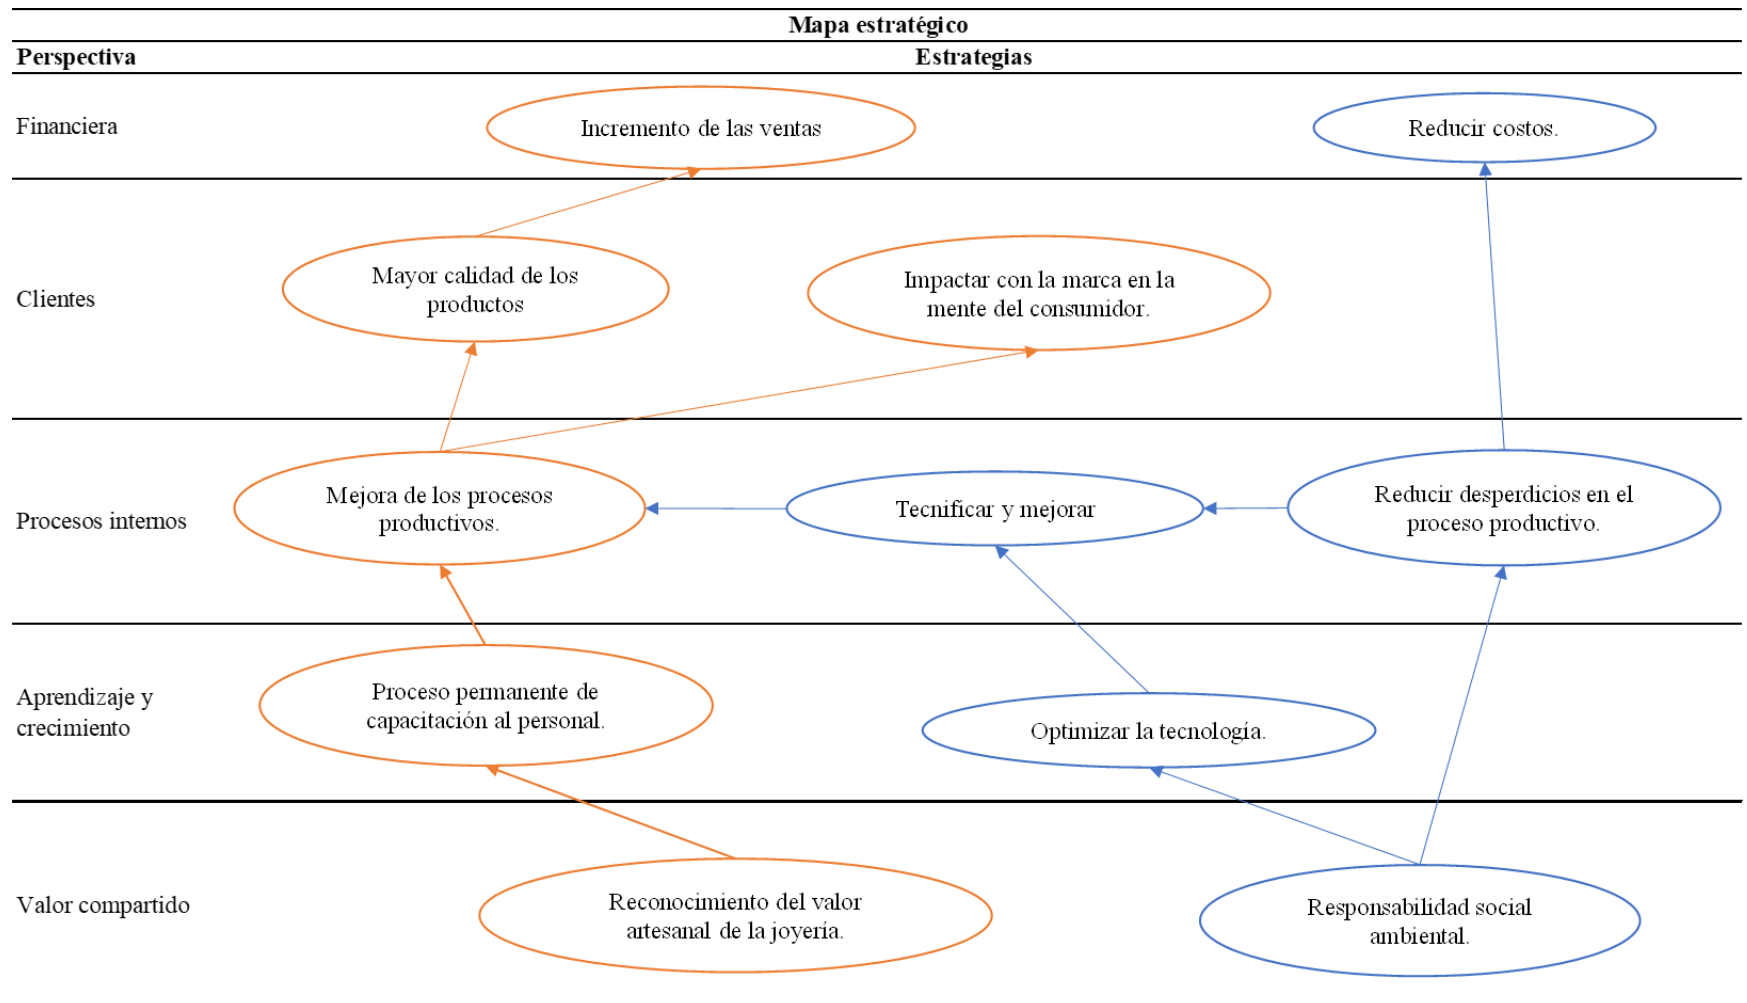 Mapa estratégico
Perspectiva
Estrategias
Financiera
Incremento de las ventas
Reducir costos.
Clientes
Mayor calidad de los
productos
Impactar con la marca en la
mente del consumidor.
Procesos internos
Mejora de los procesos
productivos.
Tecnificar y mejorar
Reducir desperdicios en el
proceso productivo.
Aprendizaje y
crecimiento
Proceso permanente de
capacitación al personal.
Optimizar la tecnología.
Valor compartido
Reconocimiento del valor
artesanal de la joyería.
Responsabilidad social
ambiental.